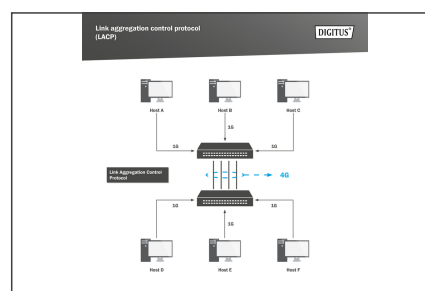 Link aggregation control protocol
(LACP)
DIGITUS®
Host A
Host B
Host C
1G
1G
1G
Link Aggregation Control
Protocol
4G
1G
1G
1G
Host D
Host E
Host F